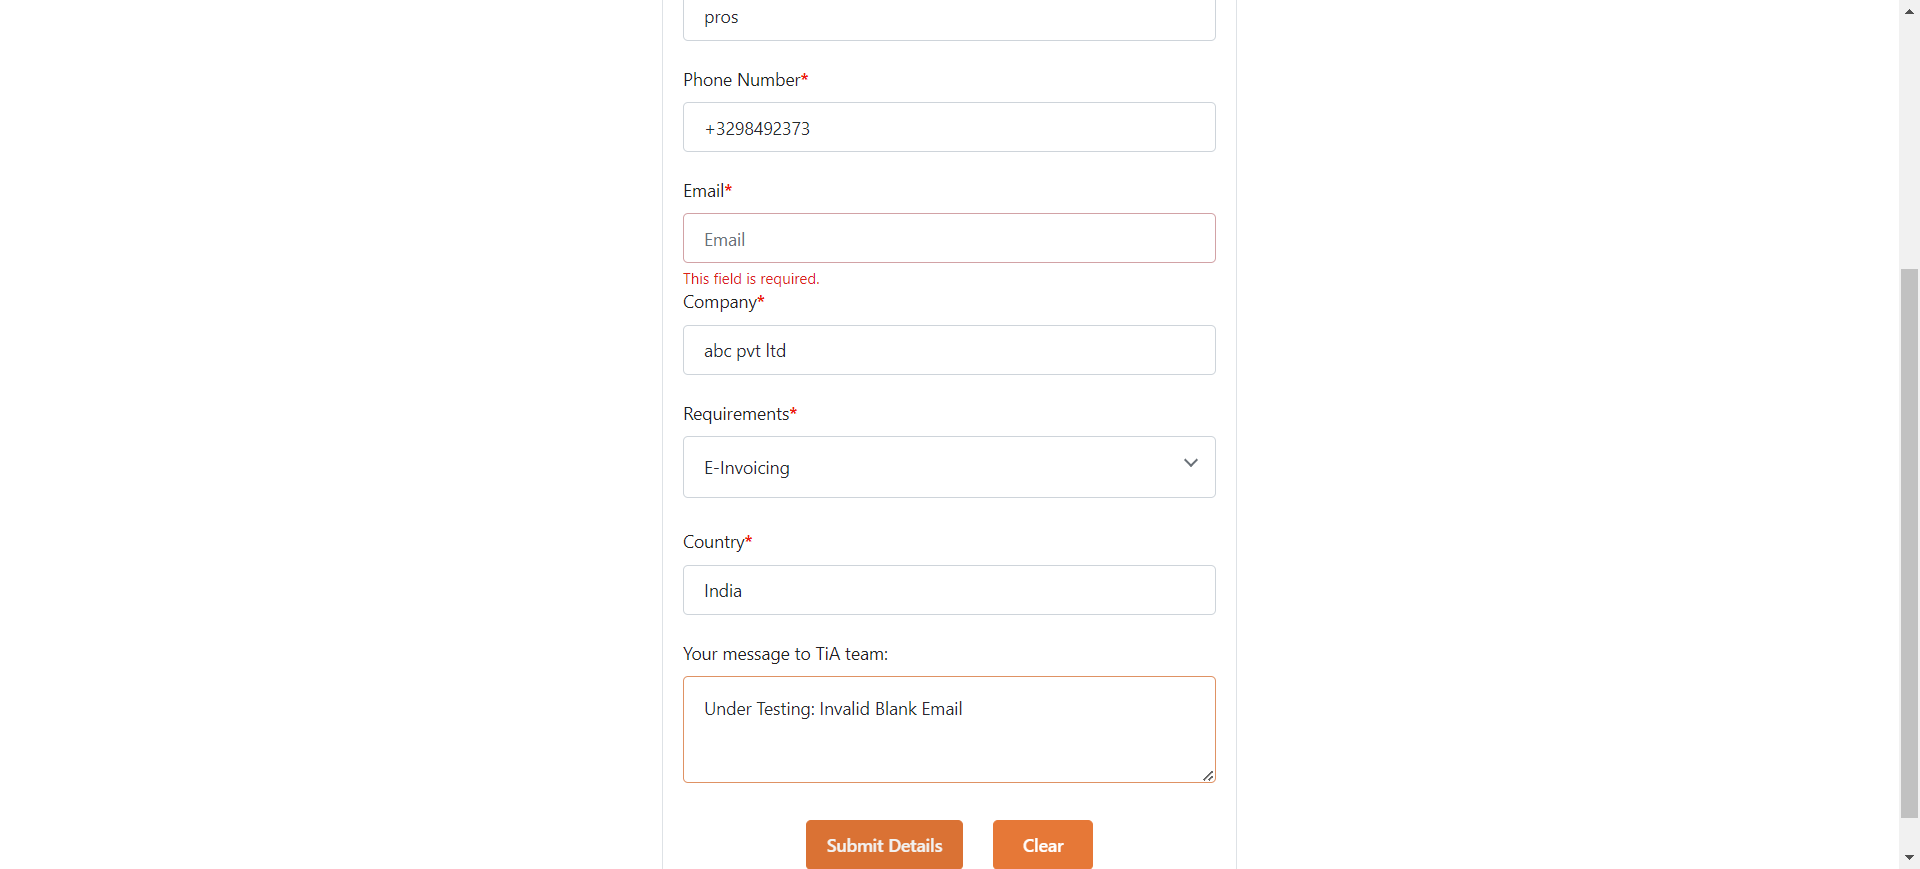 pros
Phone Number*
+3298492373
Email*
Email
This field is required.
Company*
abc pvt ltd
Requirements*
E-Invoicing
Country*
India
Your message to TiA team:
Under Testing: Invalid Blank Email
Submit Details
Clear